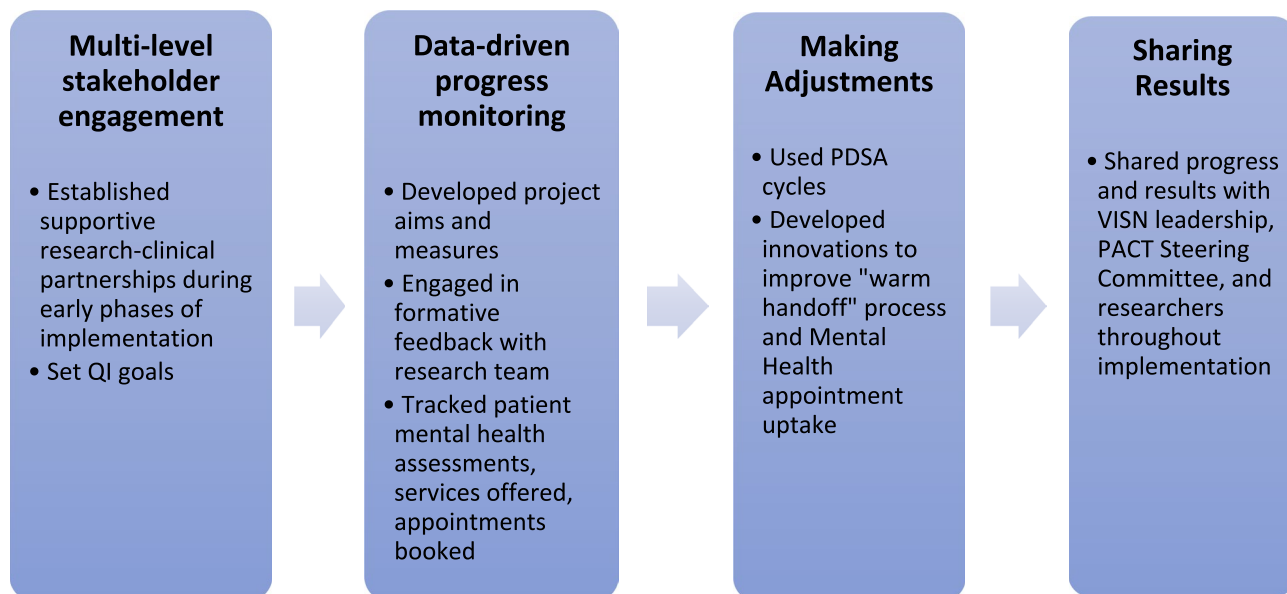 Multi-level
stakeholder
engagement
• Established
supportive
research-clinical
partnerships during
early phases of
implementation
• Set QI goals
Data-driven
progress
monitoring
• Developed project
aims and
measures
• Engaged in
formative
feedback with
research team
• Tracked patient
mental health
assessments,
services offered,
appointments
booked
Making
Adjustments
• Used PDSA
cycles
• Developed
innovations to
improve "warm
handoff" process
and Mental
Health
appointment
uptake
Sharing
Results
• Shared progress
and results with
VISN leadership,
PACT Steering
Committee, and
researchers
throughout
implementation